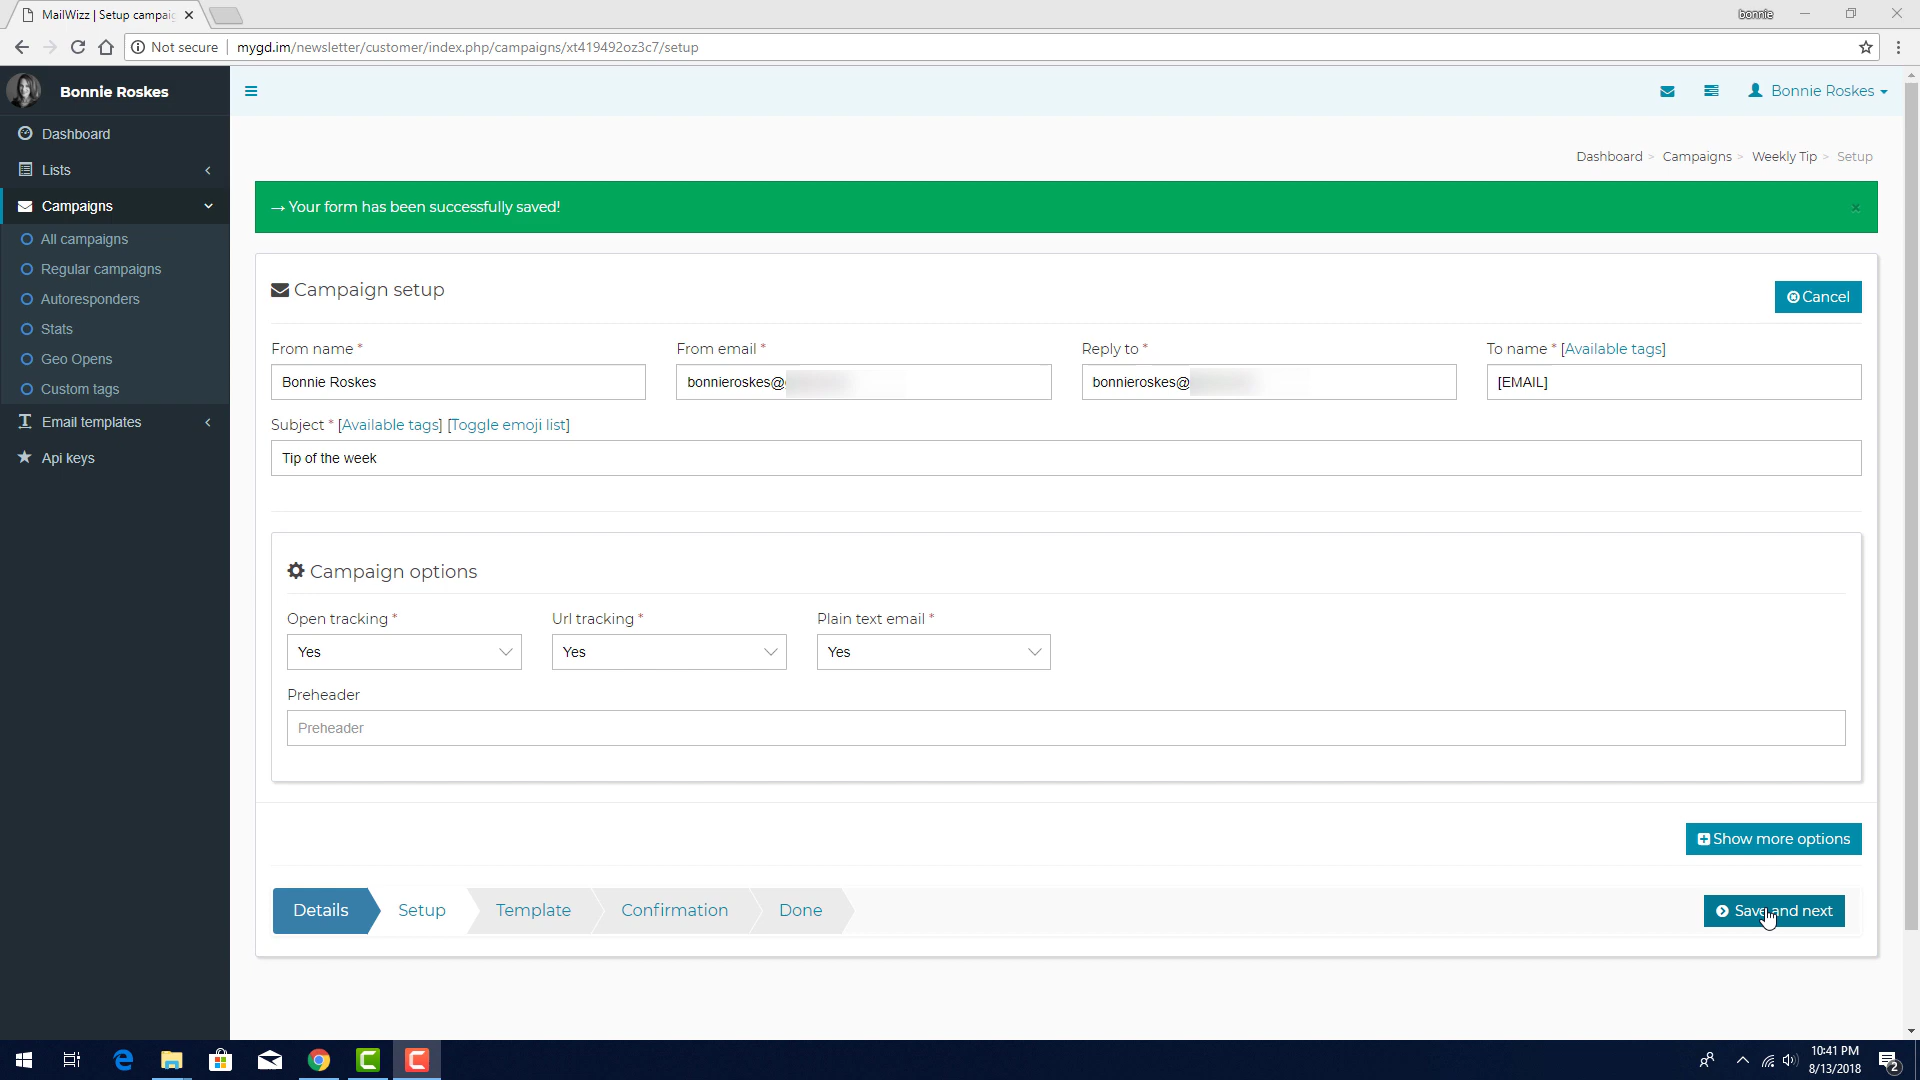 MailWizz | Setup campai
bonnie
Not secure
mygd.im/newsletter/customer/index.php/campaigns/xt419492oz3c7/setup
Bonnie Roskes
Bonnie Roskes
Dashboard
Lists
Campaigns
All campaigns
Regular campaigns
Autoresponders
Stats
Geo Opens
Custom tags
Email templates
Api keys
Dashboard > Campaigns > Weekly Tip > Setup
→ Your form has been successfully saved!
×
Campaign setup
Cancel
From name *
From email *
Reply to *
To name * [Available tags]
Bonnie Roskes
bonnieroskes@
bonnieroskes@
[EMAIL]
Subject * [Available tags] [Toggle emoji list]
Tip of the week
Campaign options
Open tracking *
Url tracking *
Plain text email *
Yes
Yes
Yes
Preheader
Preheader
Show more options
Details
Setup
Template
Confirmation
Done
Save and next
10:41 PM
8/13/2018
2